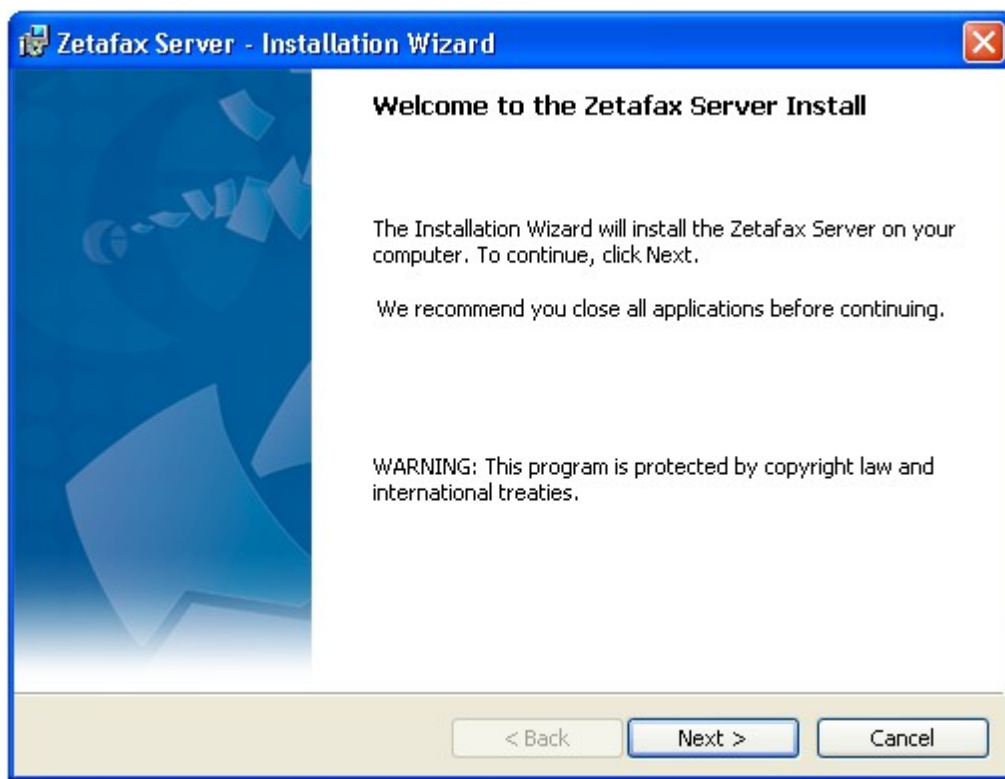 Zetafax Server - Installation Wizard
Welcome to the Zetafax Server Install
The Installation Wizard will install the Zetafax Server on your
computer. To continue, click Next.
We recommend you close all applications before continuing.
WARNING: This program is protected by copyright law and
international treaties.
< Back Next > Cancel